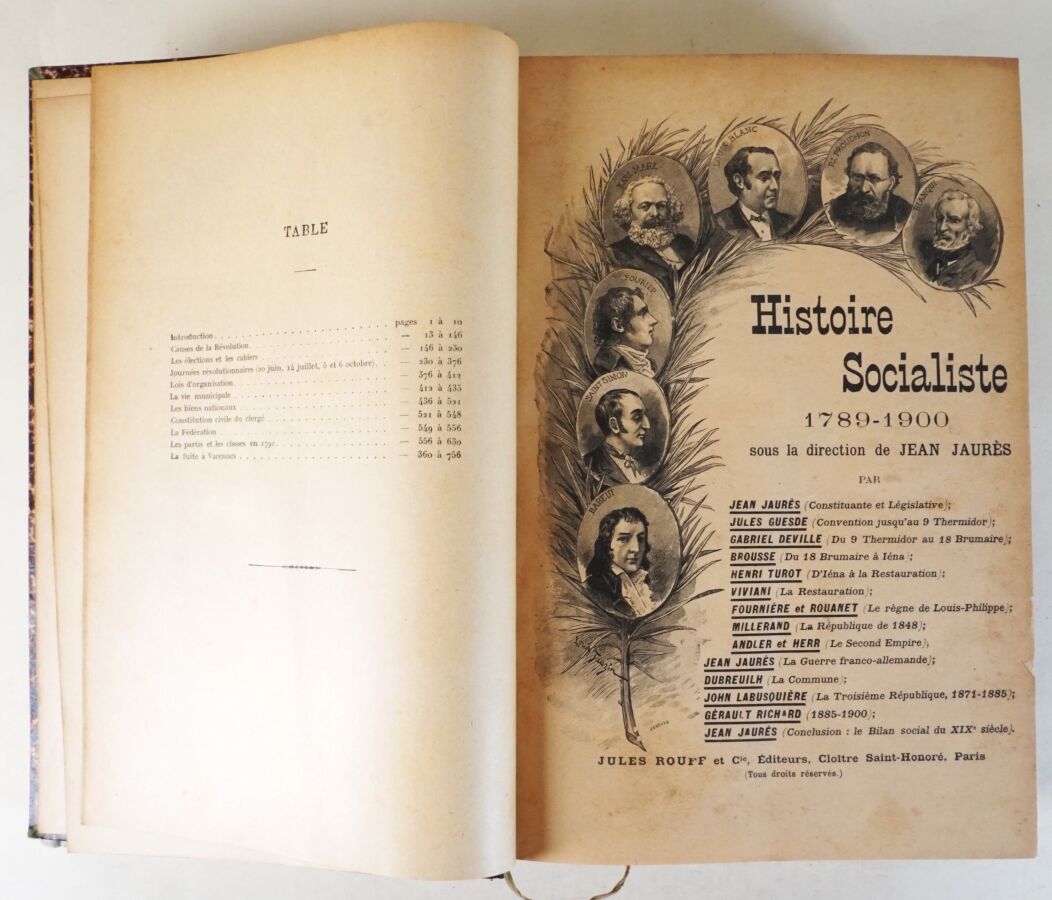 TABLE
Introduction . . . pages 1 à 10
Causes de la Révolution. . . . — 13 à 146
Les élections et les cahiers . . . — 146 à 230
Journées révolutionnaires (20 juin, 14 juillet, 5 et 6 octobre). . . — 230 à 376
Lois d'organisation. . . . — 376 à 412
La vie municipale . . . — 412 à 435
Les biens nationaux . . . — 436 à 521
Constitution civile du clergé . . . — 521 à 548
La Fédération . . . — 549 à 556
Les partis et les classes en 1791. . . . — 556 à 630
La fuite à Varennes . . . — 360 à 756
KARL MARX
LOUIS BLANC
P.J. PROUDHON
BLANQUI
FOURIER
SAINT SIMON
BABEUF
Histoire
Socialiste
1789-1900
sous la direction de JEAN JAURÈS
PAR
JEAN JAURÈS (Constituante et Législative);
JULES GUESDE (Convention jusqu'au 9 Thermidor);
GABRIEL DEVILLE (Du 9 Thermidor au 18 Brumaire);
BROUSSE (Du 18 Brumaire à Iéna);
HENRI TUROT (D'Iéna à la Restauration);
VIVIANI (La Restauration);
FOURNIÈRE et ROUANET (Le règne de Louis-Philippe);
MILLERAND (La République de 1848);
ANDLER et HERR (Le Second Empire);
JEAN JAURÈS (La Guerre franco-allemande);
DUBREUILH (La Commune);
JOHN LABUSQUIÈRE (La Troisième République, 1871-1885);
GÉRAULT RICHARD (1885-1900);
JEAN JAURÈS (Conclusion : le Bilan social du XIXe siècle).
JULES ROUFF et Cie, Éditeurs, Cloître Saint-Honoré, Paris
(Tous droits réservés.)